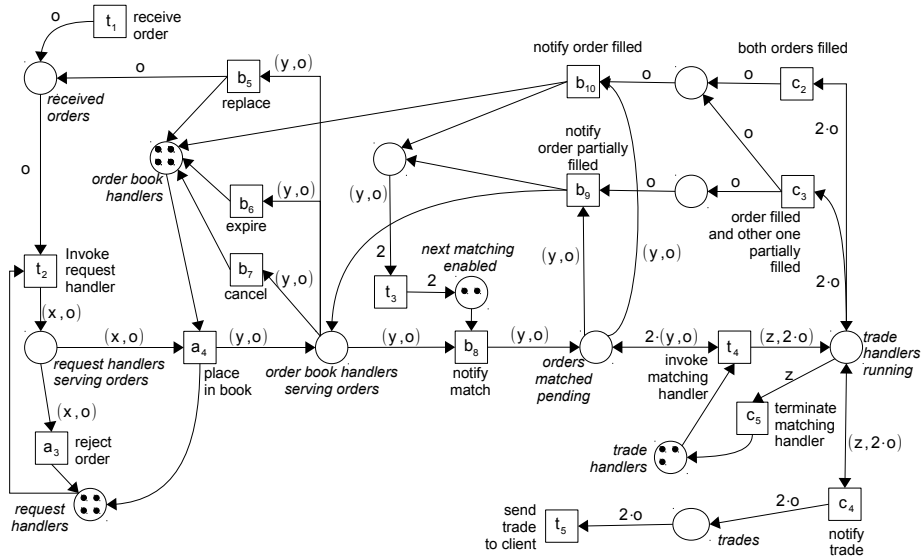 o
t1
receive
order
received
orders
o
b5
replace
o
(y,o)
order book
handlers
b6
expire
(y,o)
b7
cancel
(y,o)
o
t2
Invoke
request
handler
(x,o)
request handlers
serving orders
(x,o)
a4
place
in book
(y,o)
order book handlers
serving orders
(x,o)
a3
reject
order
request
handlers
notify order filled
b10
o
o
both orders filled
c2
2·o
notify
order partially
filled
b9
o
o
o
c3
order filled
and other one
partially
filled
2·o
(y,o)
2
t3
2
next matching
enabled
(y,o)
b8
notify
match
(y,o)
(y,o)
(y,o)
orders
matched
pending
2·(y,o)
t4
invoke
matching
handler
(z,2·o)
trade
handlers
running
z
c5
terminate
matching
handler
trade
handlers
(z,2·o)
c4
notify
trade
2·o
trades
2·o
t5
send
trade
to client